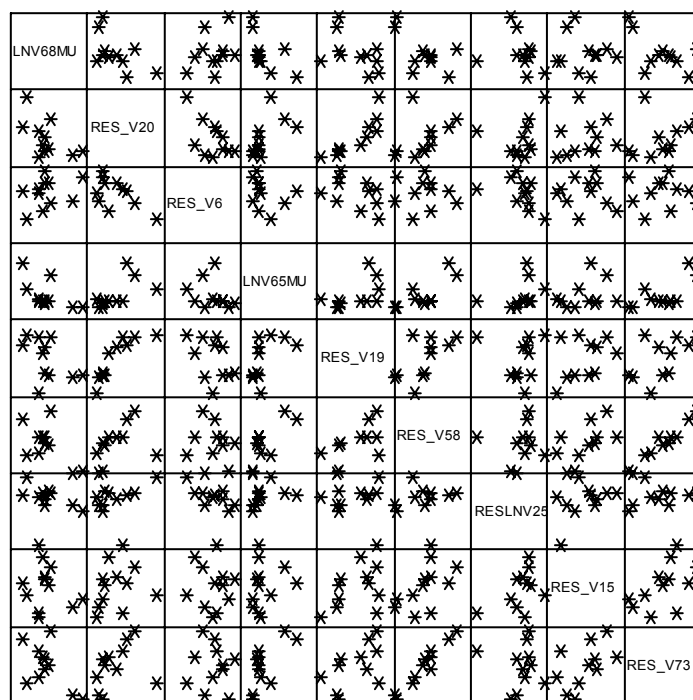 LNV68MU
RES_V20
RES_V6
LNV65MU
RES_V19
RES_V58
RESLNV25
RES_V15
RES_V73